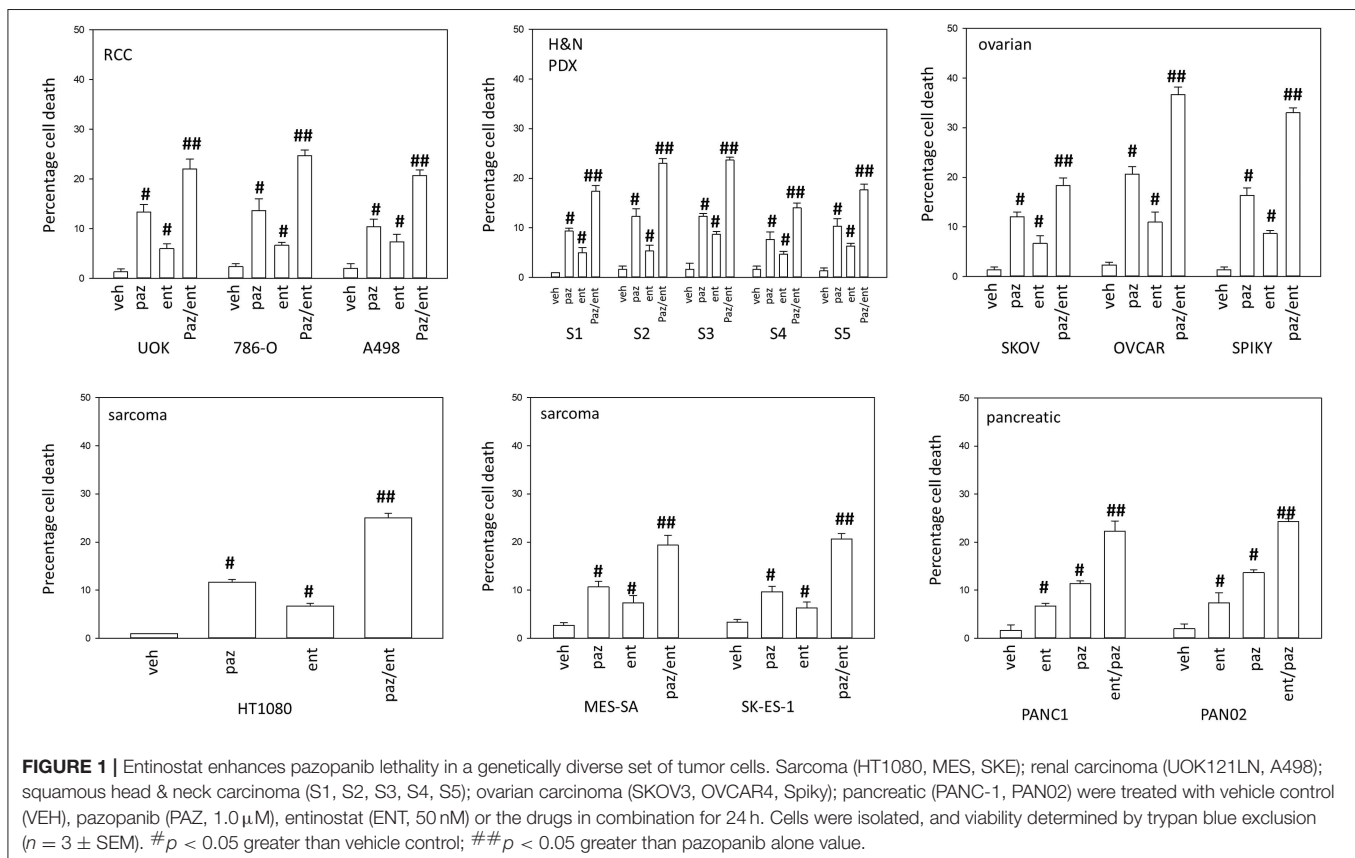 RCC
Percentage cell death
50
40
30
20
10
0
#
#
##
#
#
##
#
#
##
veh
paz
ent
Paz/ent
veh
paz
ent
Paz/ent
veh
paz
ent
Paz/ent
UOK
786-O
A498
H&N
PDX
Percentage cell death
50
40
30
20
10
0
#
#
##
#
#
##
#
#
##
#
#
##
#
#
##
veh
paz
ent
Paz/ent
veh
paz
ent
Paz/ent
veh
paz
ent
Paz/ent
veh
paz
ent
Paz/ent
veh
paz
ent
Paz/ent
S1
S2
S3
S4
S5
ovarian
Percentage cell death
50
40
30
20
10
0
#
#
##
#
#
##
#
#
##
veh
paz
ent
paz/ent
veh
paz
ent
paz/ent
veh
paz
ent
paz/ent
SKOV
OVCAR
SPIKY
sarcoma
Precentage cell death
50
40
30
20
10
0
#
#
##
veh
paz
ent
paz/ent
HT1080
sarcoma
Percentage cell death
50
40
30
20
10
0
#
#
##
#
#
##
veh
paz
ent
paz/ent
veh
paz
ent
paz/ent
MES-SA
SK-ES-1
pancreatic
Percentage cell death
50
40
30
20
10
0
#
#
##
#
#
##
veh
ent
paz
ent/paz
veh
ent
paz
ent/paz
PANC1
PAN02
FIGURE 1 | Entinostat enhances pazopanib lethality in a genetically diverse set of tumor cells. Sarcoma (HT1080, MES, SKE); renal carcinoma (UOK121LN, A498);
squamous head & neck carcinoma (S1, S2, S3, S4, S5); ovarian carcinoma (SKOV3, OVCAR4, Spiky); pancreatic (PANC-1, PAN02) were treated with vehicle control
(VEH), pazopanib (PAZ, 1.0 μM), entinostat (ENT, 50 nM) or the drugs in combination for 24 h. Cells were isolated, and viability determined by trypan blue exclusion
(n = 3 ± SEM). #p < 0.05 greater than vehicle control; ##p < 0.05 greater than pazopanib alone value.